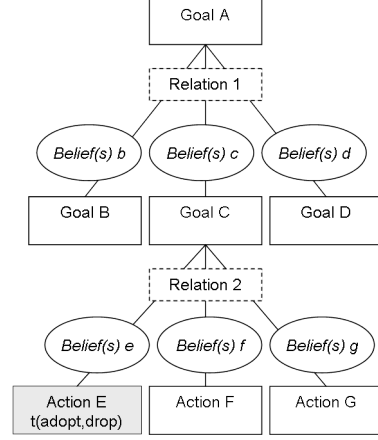 Goal A
Relation 1
Belief(s) b
Belief(s) c
Belief(s) d
Goal B
Goal C
Goal D
Relation 2
Belief(s) e
Belief(s) f
Belief(s) g
Action E
t(adopt,drop)
Action F
Action G